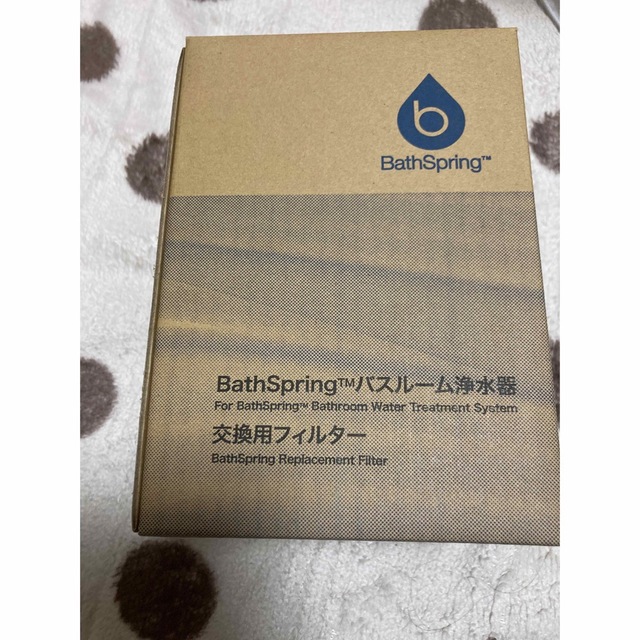 b
BathSpring™
BathSpring™バスルーム浄水器
For BathSpring™ Bathroom Water Treatment System
交換用フィルター
BathSpring Replacement Filter